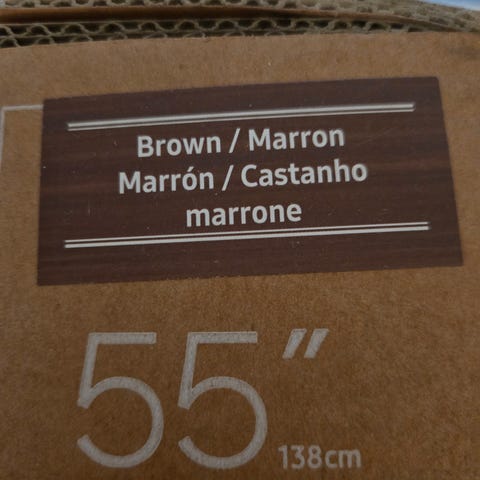 Brown / Marron
Marrón / Castanho
marrone
55"
138cm